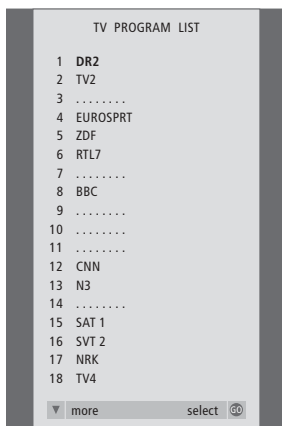 TV PROGRAM LIST
1 DR2
2 TV2
3 . . . . . . . .
4 EUROSPRT
5 ZDF
6 RTL7
7 . . . . . . . .
8 BBC
9 . . . . . . . .
10 . . . . . . . .
11 . . . . . . . .
12 CNN
13 N3
14 . . . . . . . .
15 SAT 1
16 SVT 2
17 NRK
18 TV4
▼ more select GO